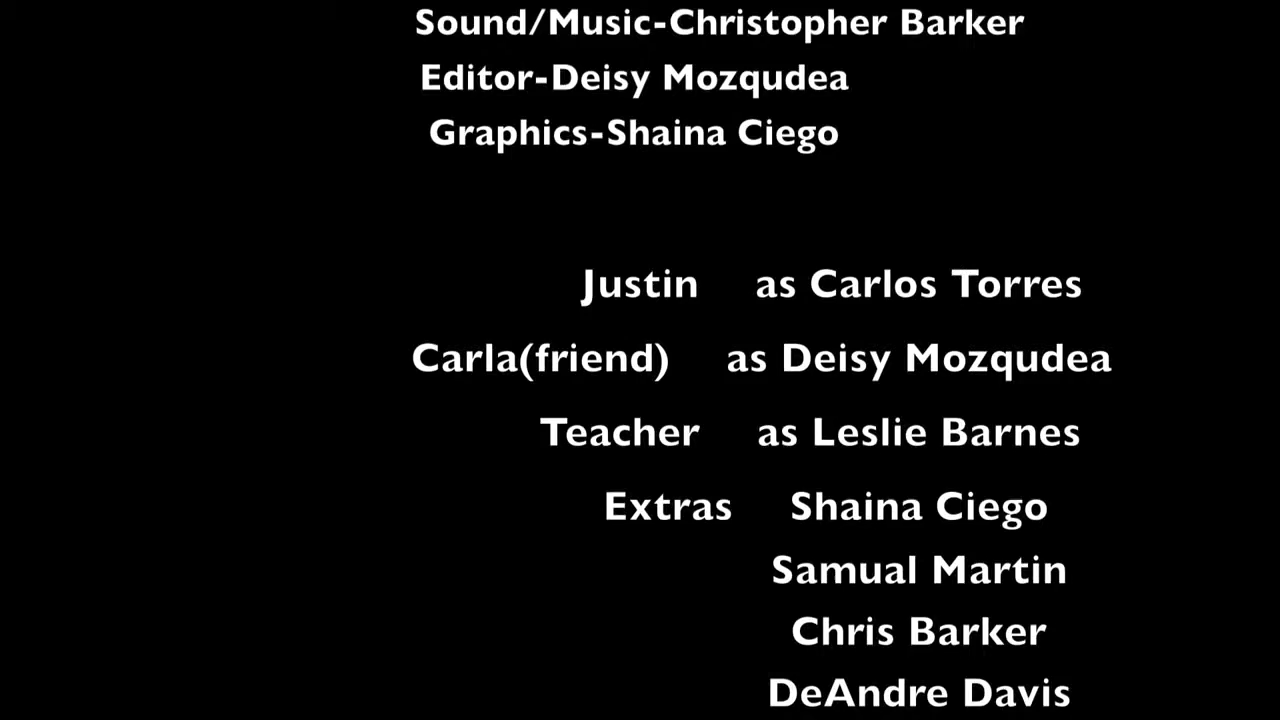 Sound/Music-Christopher Barker
Editor-Deisy Mozqudea
Graphics-Shaina Ciego
Justin as Carlos Torres
Carla(friend) as Deisy Mozqudea
Teacher as Leslie Barnes
Extras Shaina Ciego
Samual Martin
Chris Barker
DeAndre Davis